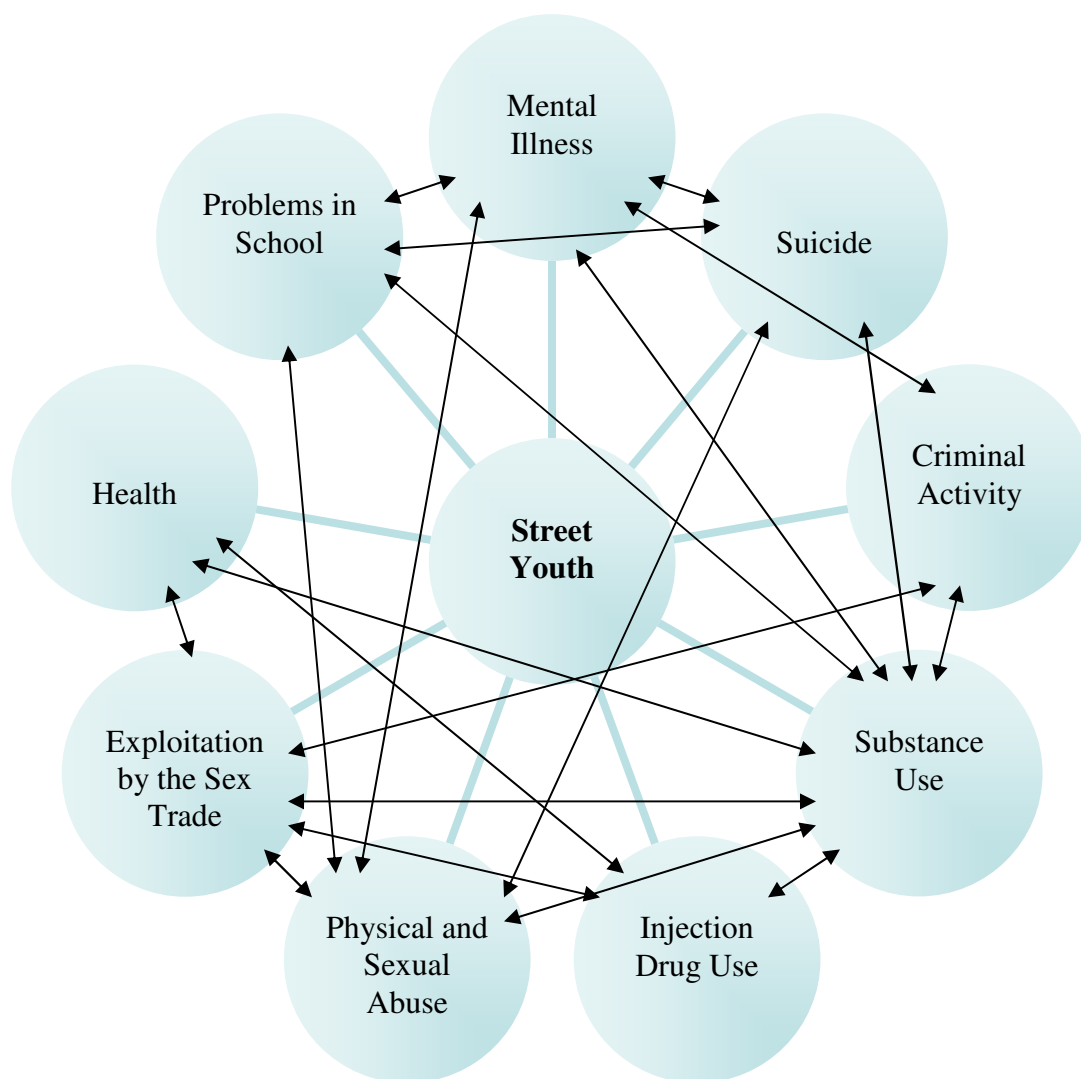 Mental
Illness
Problems in
School
Suicide
Health
Criminal
Activity
Street
Youth
Exploitation
by the Sex
Trade
Substance
Use
Physical and
Sexual
Abuse
Injection
Drug Use